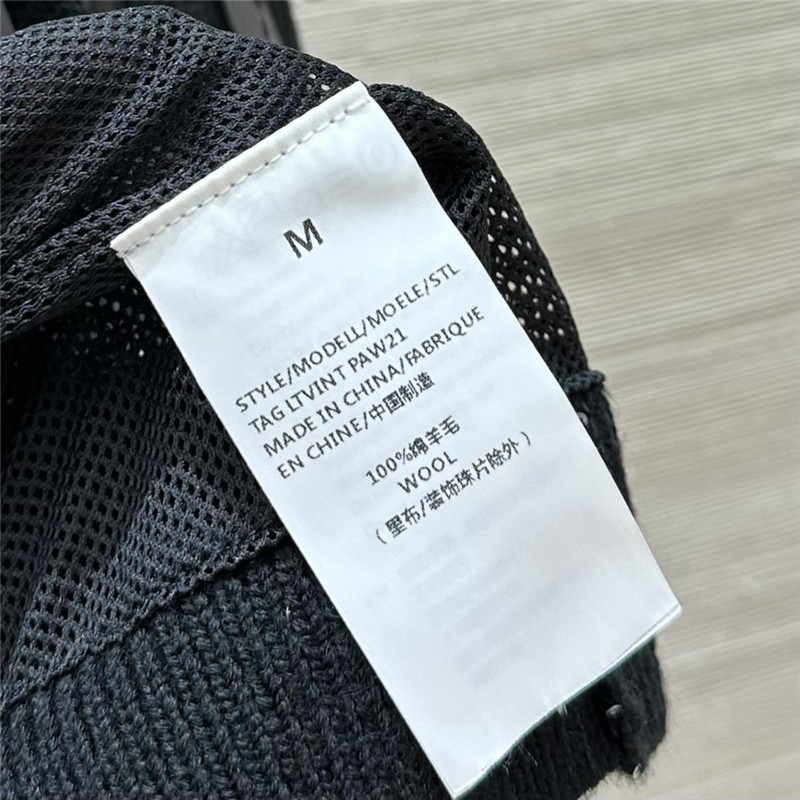 M
STYLE/MODELL/MOELE/STL
TAG LTVINT PAW21
MADE IN CHINA/FABRIQUE
EN CHINE/中国制造
100%绵羊毛
WOOL
(里布/装饰珠片除外)